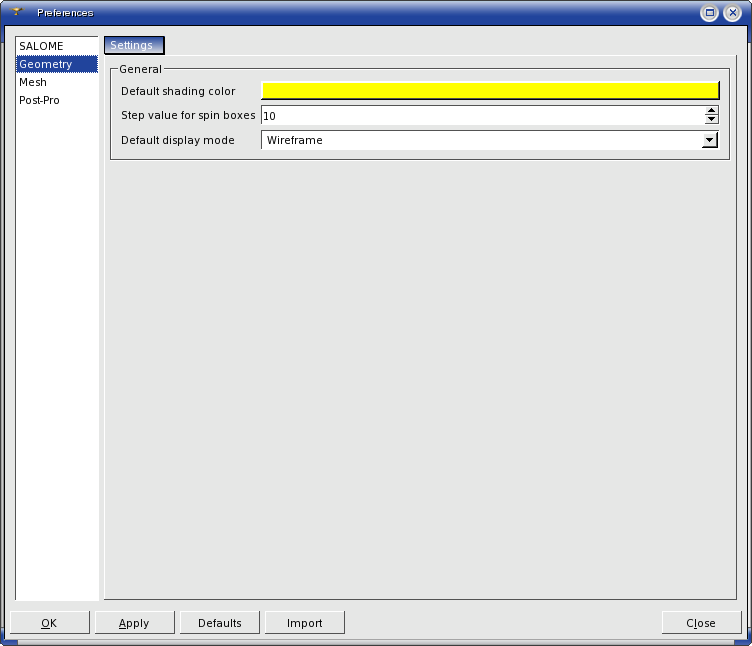 Preferences
SALOME
Geometry
Mesh
Post-Pro
Settings
General
Default shading color
Step value for spin boxes 10
Default display mode Wireframe
OK Apply Defaults Import Close